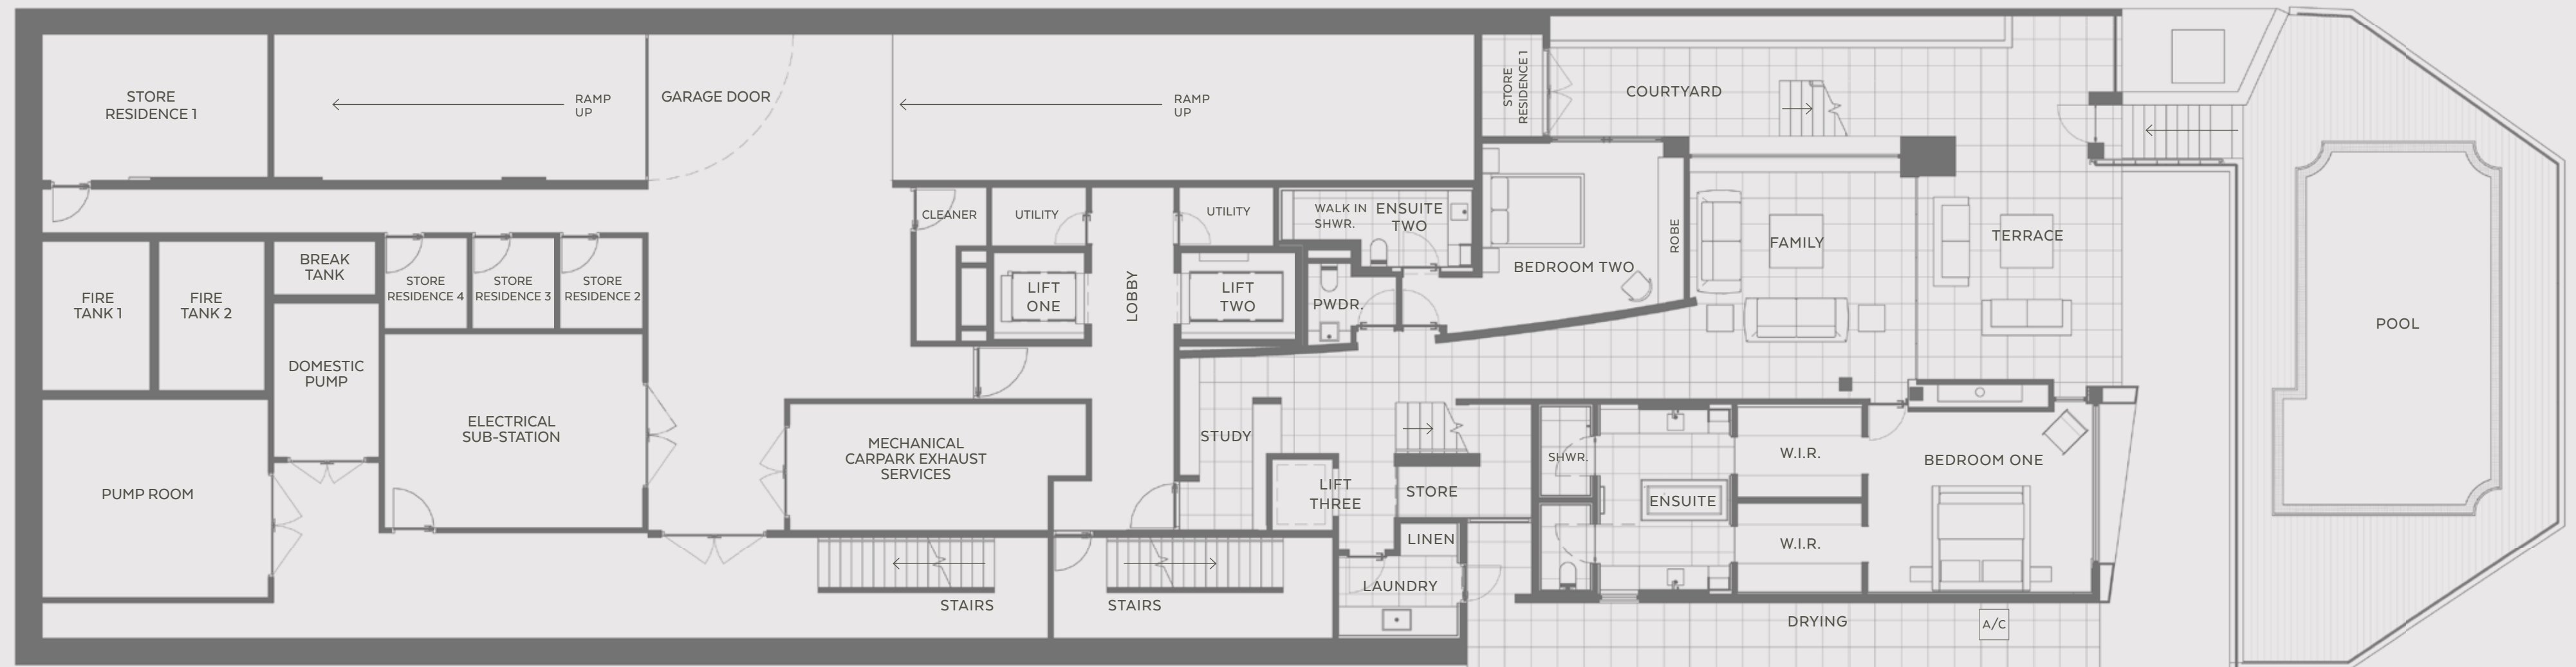 STORE
RESIDENCE 1
RAMP
UP
GARAGE DOOR
RAMP
UP
STORE
RESIDENCE 1
COURTYARD
CLEANER
UTILITY
UTILITY
WALK IN
SHWR.
ENSUITE
TWO
BEDROOM TWO
ROBE
FAMILY
TERRACE
POOL
FIRE
TANK 1
FIRE
TANK 2
BREAK
TANK
STORE
RESIDENCE 4
STORE
RESIDENCE 3
STORE
RESIDENCE 2
LIFT
ONE
LOBBY
LIFT
TWO
PWDR.
DOMESTIC
PUMP
ELECTRICAL
SUB-STATION
MECHANICAL
CARPARK EXHAUST
SERVICES
STUDY
LIFT
THREE
STORE
SHWR.
ENSUITE
W.I.R.
W.I.R.
BEDROOM ONE
PUMP ROOM
LINEN
LAUNDRY
STAIRS
STAIRS
DRYING
A/C